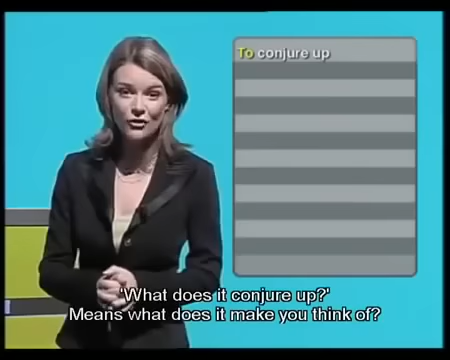 To conjure up
'What does it conjure up?'
Means what does it make you think of?